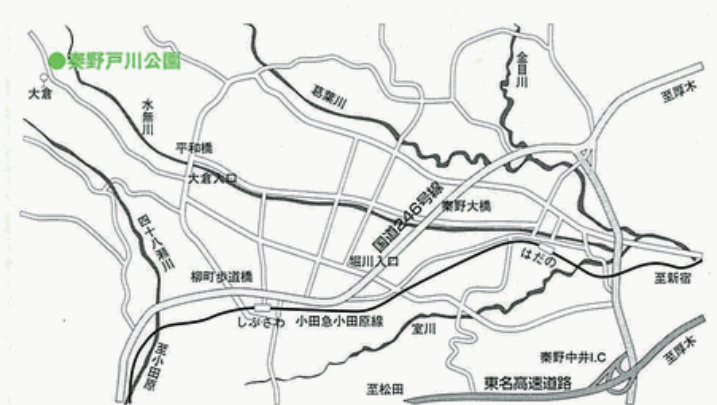 秦野戸川公園
大倉
水無川
葛葉川
金目川
至厚木
平和橋
大倉入口
国道246号線
秦野大橋
四十八瀬川
堀川入口
はだの
柳町歩道橋
至新宿
しぶさわ
小田急小田原線
室川
至小田原
秦野中井I.C
至厚木
至松田
東名高速道路